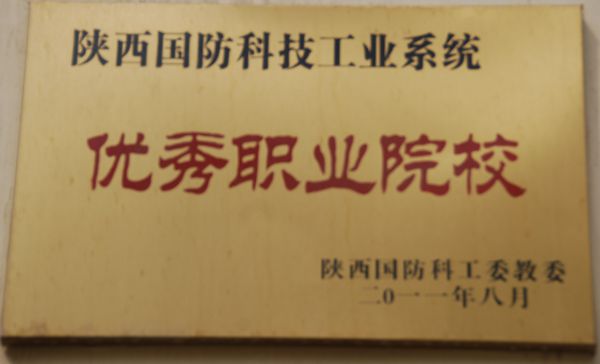 陕西国防科技工业系统
优秀职业院校
陕西国防科工委教委
二0一一年八月